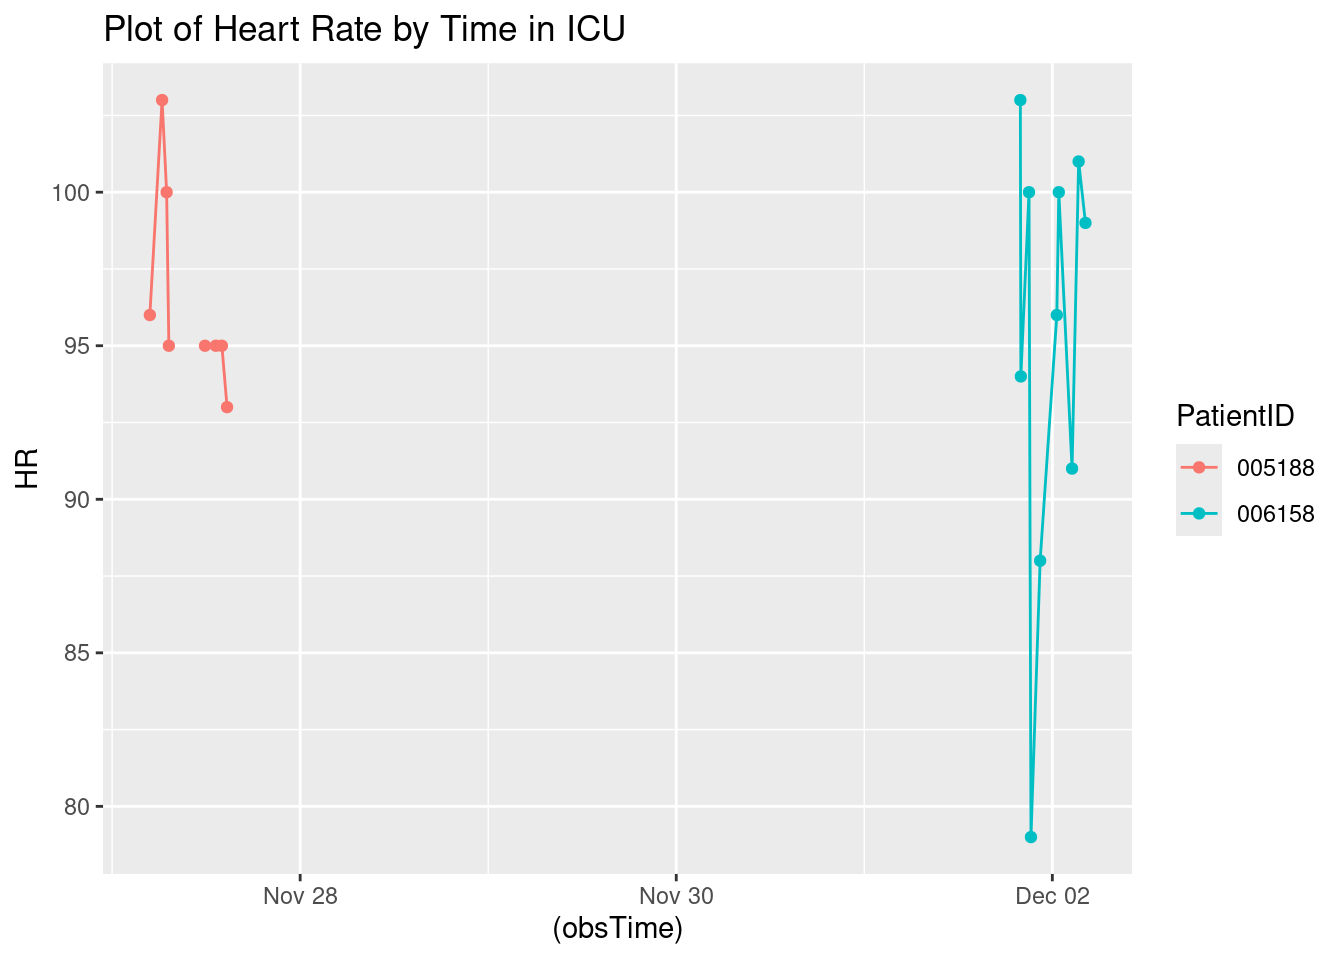 Plot of Heart Rate by Time in ICU
100
95
90
85
80
HR
Nov 28
Nov 30
Dec 02
(obsTime)
PatientID
005188
006158